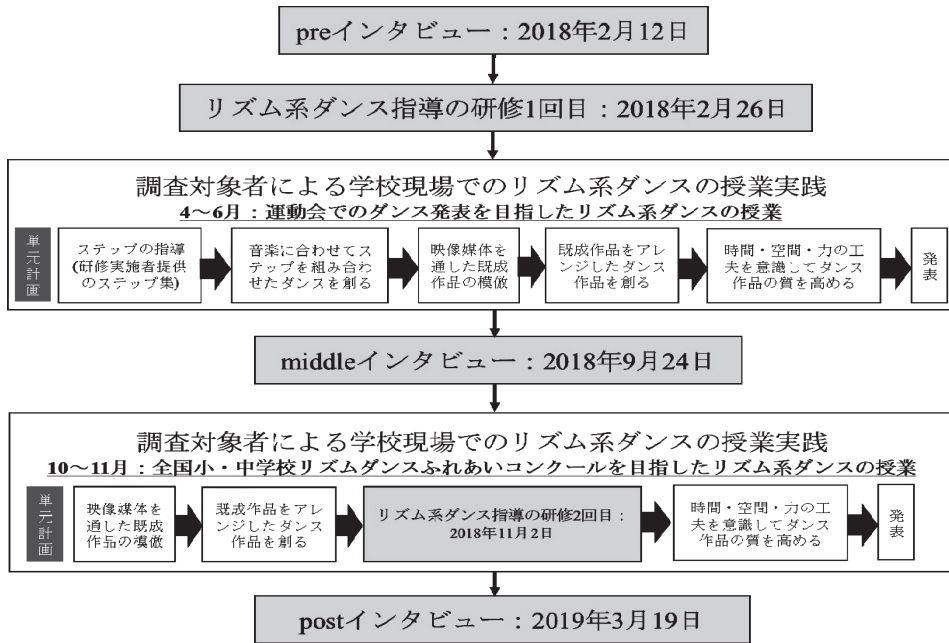 preインタビュー：2018年2月12日
リズム系ダンス指導の研修1回目：2018年2月26日
調査対象者による学校現場でのリズム系ダンスの授業実践
4～6月：運動会でのダンス発表を目指したリズム系ダンスの授業
単元計画
ステップの指導
(研修実施者提供
のステップ集)
音楽に合わせてス
テップを組み合わ
せたダンスを創る
映像媒体を
通した既成
作品の模倣
既成作品をアレ
ンジしたダンス
作品を創る
時間・空間・力の工
夫を意識してダンス
作品の質を高める
発表
middleインタビュー：2018年9月24日
調査対象者による学校現場でのリズム系ダンスの授業実践
10～11月：全国小・中学校リズムダンスふれあいコンクールを目指したリズム系ダンスの授業
単元計画
映像媒体を
通した既成
作品の模倣
既成作品をアレ
ンジしたダンス
作品を創る
リズム系ダンス指導の研修2回目：
2018年11月2日
時間・空間・力の工
夫を意識してダンス
作品の質を高める
発表
postインタビュー：2019年3月19日